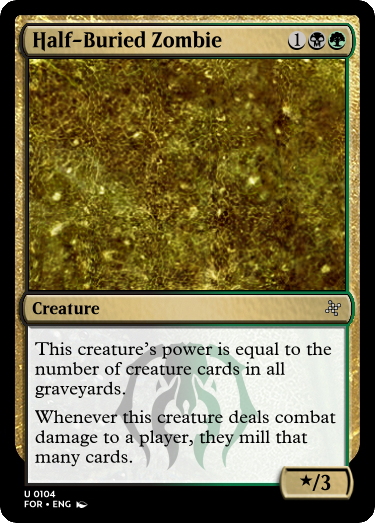 Half-Buried Zombie 1
Creature
This creature's power is equal to the
number of creature cards in all
graveyards.
Whenever this creature deals combat
damage to a player, they mill that
many cards.
★/3
U 0104
FOR • ENG